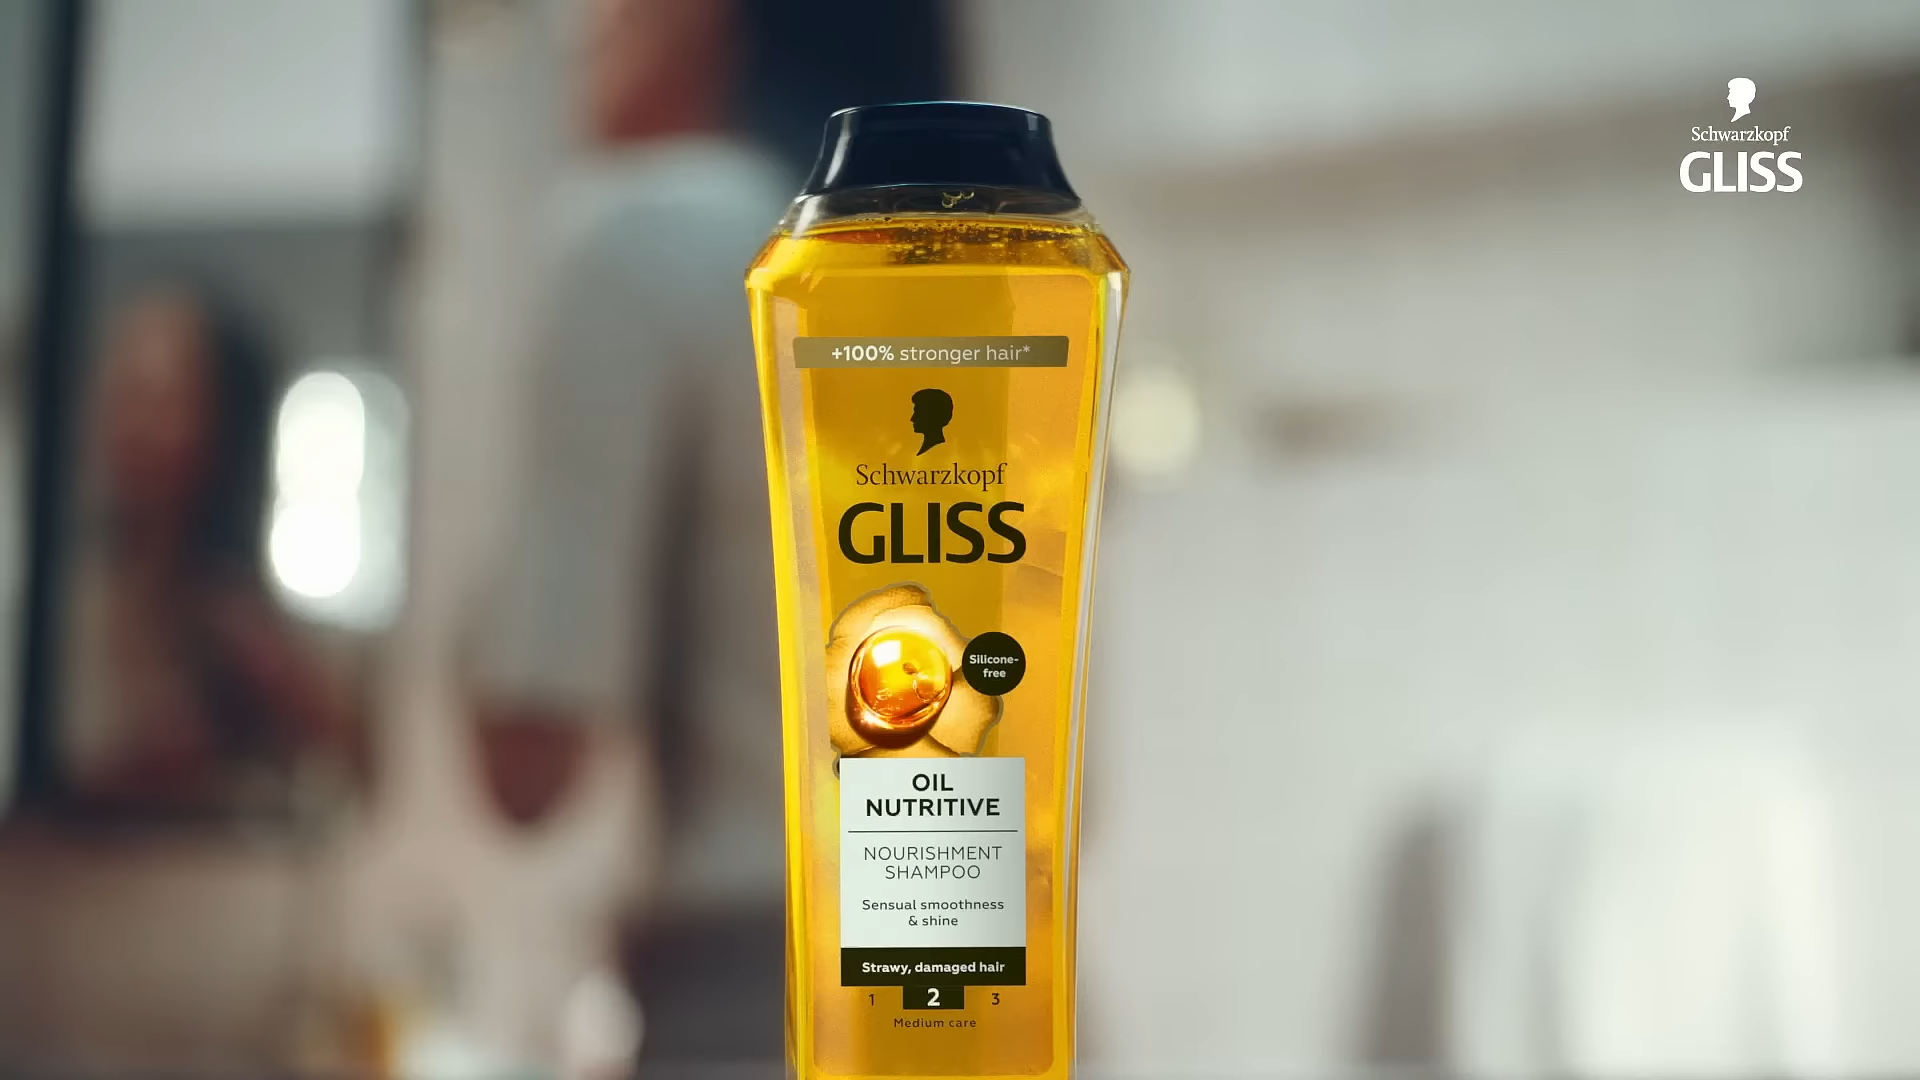 Schwarzkopf
GLISS
+100% stronger hair*
Schwarzkopf
GLISS
Silicone-
free
OIL
NUTRITIVE
NOURISHMENT
SHAMPOO
Sensual smoothness
& shine
Strawy, damaged hair
1 2 3
Medium care